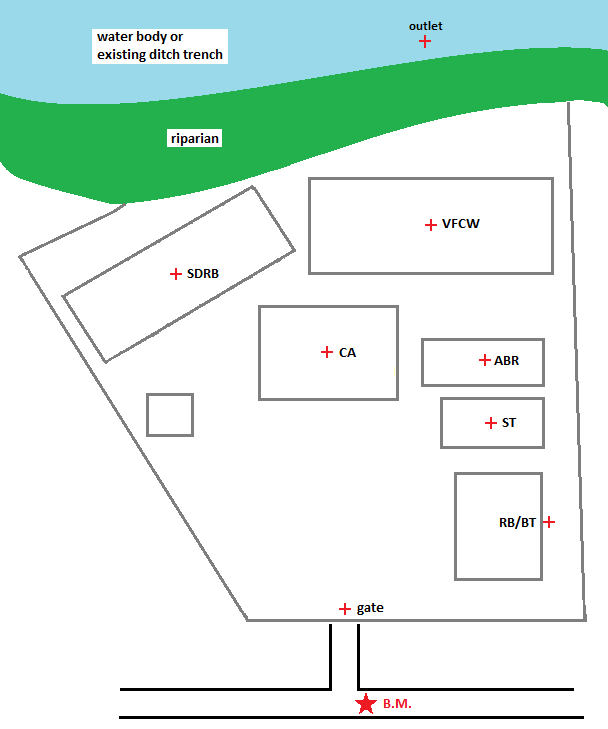 outlet
water body or
existing ditch trench
riparian
VFCW
SDRB
CA
ABR
ST
RB/BT
gate
B.M.